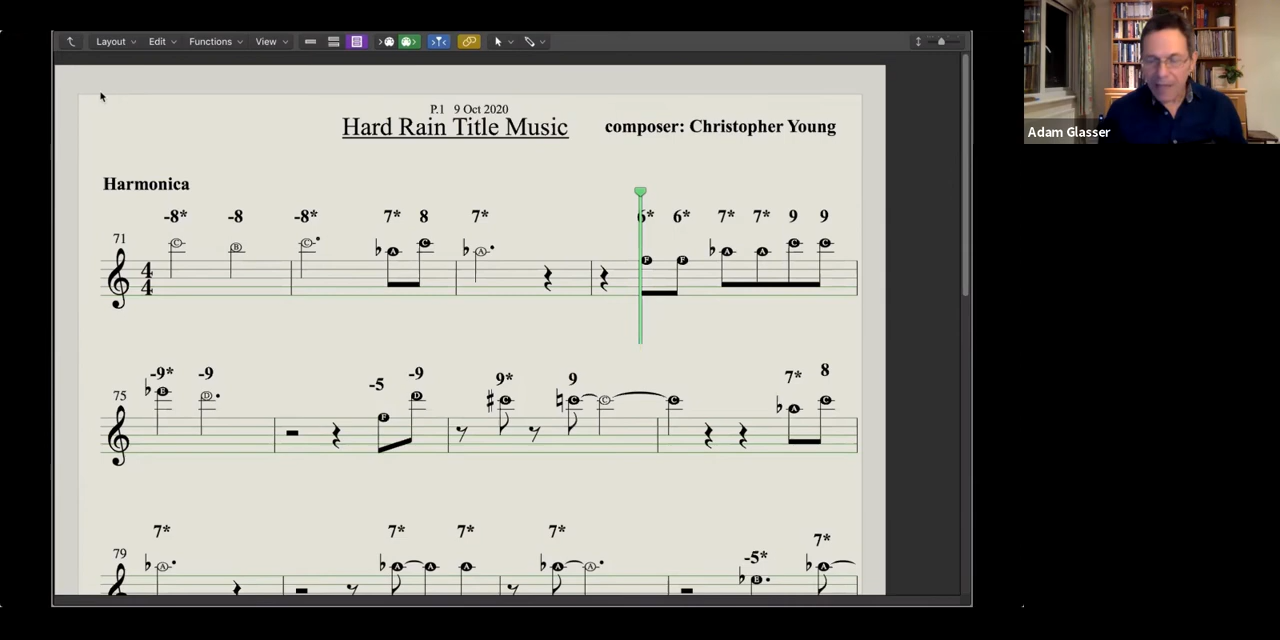 Layout Edit Functions View
P.1 9 Oct 2020
Hard Rain Title Music composer: Christopher Young
Adam Glasser
Harmonica
-8* -8 -8* 7* 8 7* 6* 6* 7* 7* 9 9
71
4
4
C B C A C A F F A A C C
-9* -9 -5 -9 9* 9 7* 8
75
E D F D C C C C A C
7* 7* 7* 7* -5* 7*
79
A A A A A A E A